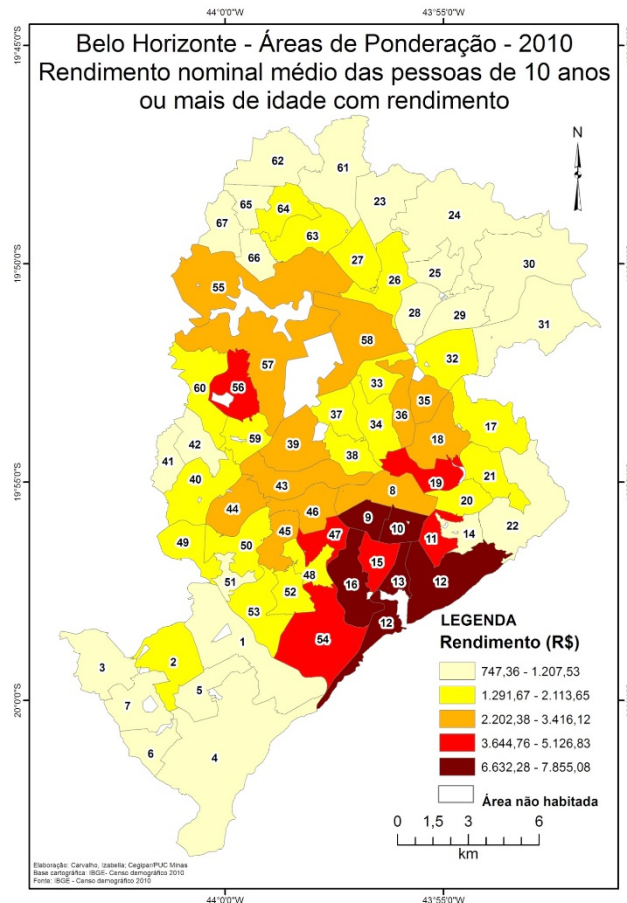 44°0'0"W 43°55'0"W
Belo Horizonte - Áreas de Ponderação - 2010
Rendimento nominal médio das pessoas de 10 anos
ou mais de idade com rendimento
19°45'0"S
N
62
61
23
24
65
64
67
63
66
27
19°50'0"S
30
25
26
55
28
29
31
58
32
57
60
56
33
35
37
36
34
17
59
18
39
38
42
41
19°55'0"S
21
40
43
19
8
20
44
46
9
10
22
45
47
11
14
49
50
15
48
16
13
12
51
52
53
12
54
1
2
3
5
7
20°0'0"S
6
4
LEGENDA
Rendimento (R$)
747,36 - 1.207,53
1.291,67 - 2.113,65
2.202,38 - 3.416,12
3.644,76 - 5.126,83
6.632,28 - 7.855,08
Área não habitada
0 1,5 3 6
km
Elaboração: Carvalho, Izabella; Cegipar/PUC Minas
Base cartográfica: IBGE- Censo demográfico 2010
Fonte: IBGE - Censo demográfico 2010
44°0'0"W 43°55'0"W